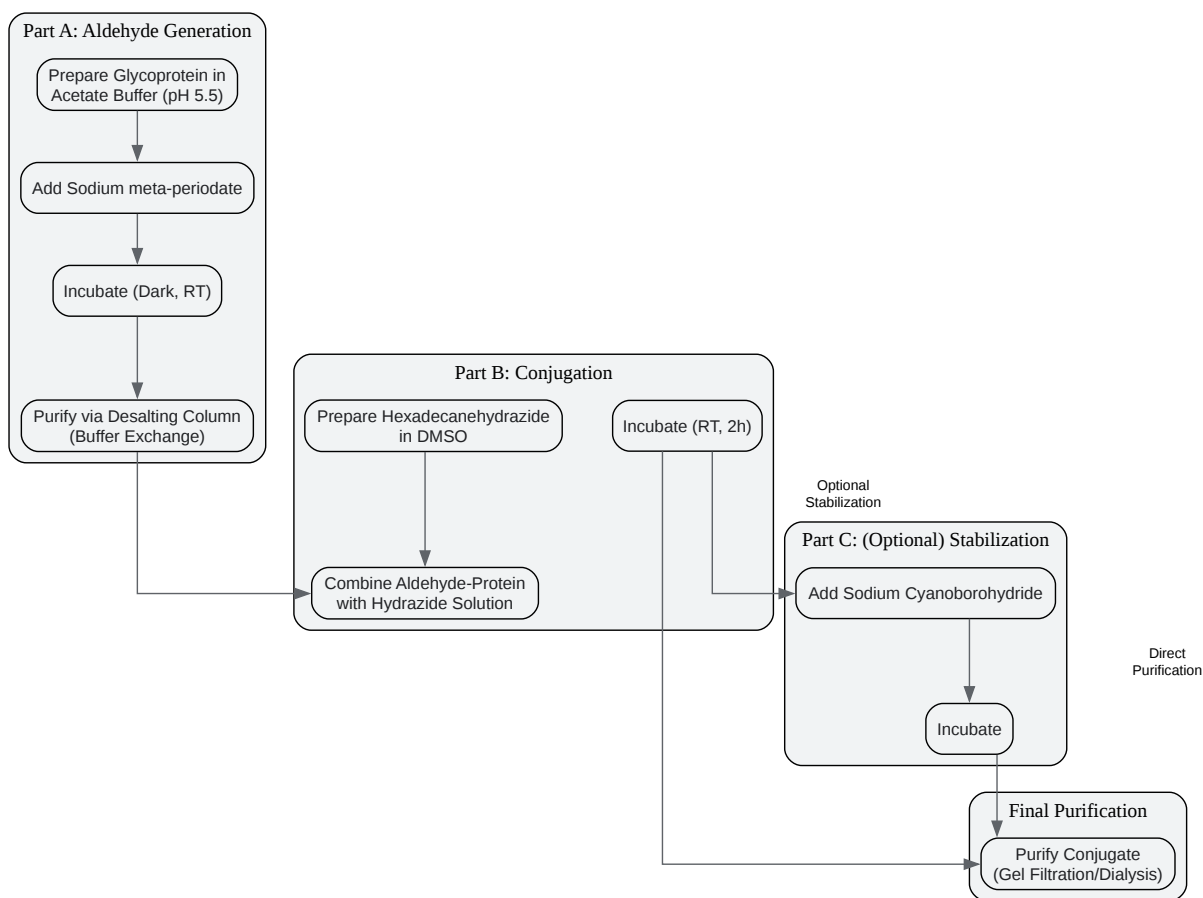 Part A: Aldehyde Generation
Prepare Glycoprotein in
Acetate Buffer (pH 5.5)
Add Sodium meta-periodate
Incubate (Dark, RT)
Purify via Desalting Column
(Buffer Exchange)
Part B: Conjugation
Prepare Hexadecanehydrazide
in DMSO
Incubate (RT, 2h)
Combine Aldehyde-Protein
with Hydrazide Solution
Optional
Stabilization
Part C: (Optional) Stabilization
Add Sodium Cyanoborohydride
Incubate
Direct
Purification
Final Purification
Purify Conjugate
(Gel Filtration/Dialysis)